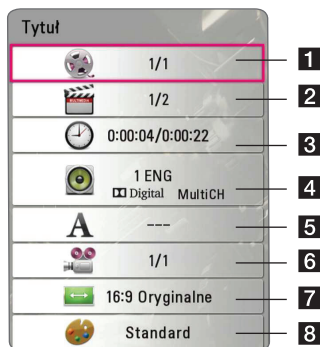 Tytuł
1/1
1
MULTIMEDIA
1/2
2
0:00:04/0:00:22
3
1 ENG
Digital MultiCH
4
A
---
5
1/1
6
16:9 Oryginalne
7
Standard
8